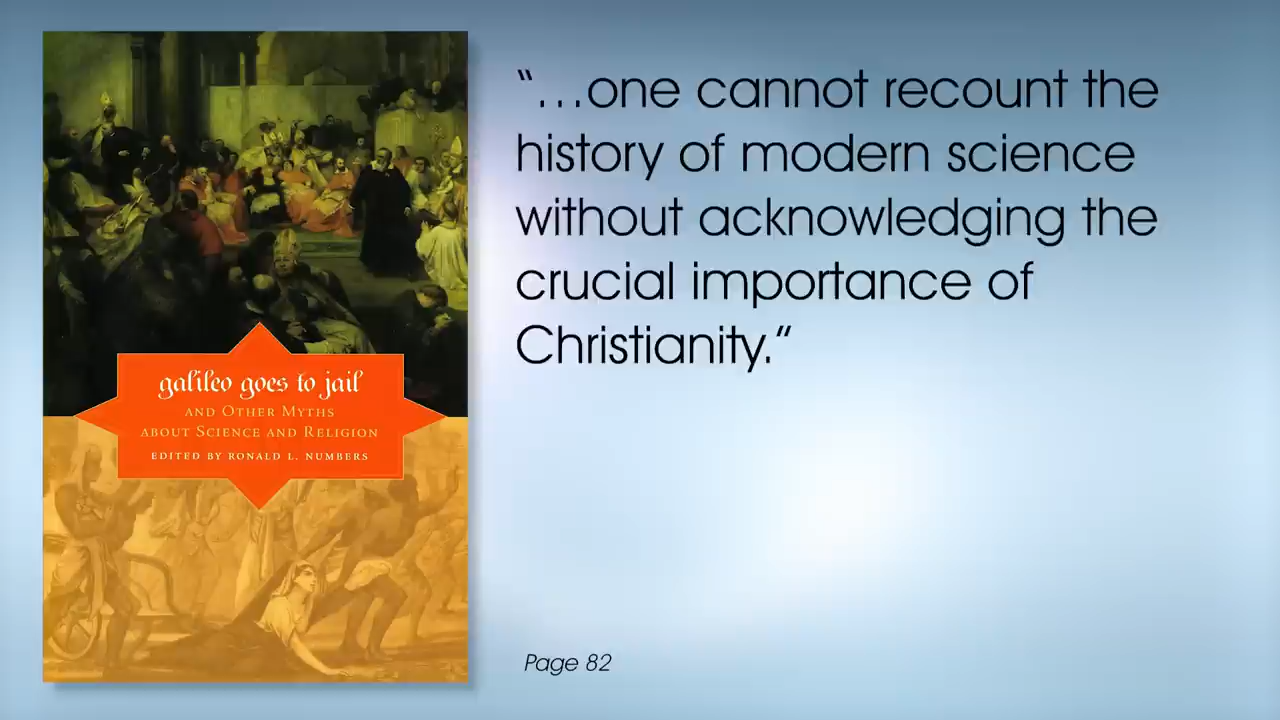 galileo goes to jail
AND OTHER MYTHS
ABOUT SCIENCE AND RELIGION
EDITED BY RONALD L. NUMBERS
“…one cannot recount the
history of modern science
without acknowledging the
crucial importance of
Christianity.“
Page 82